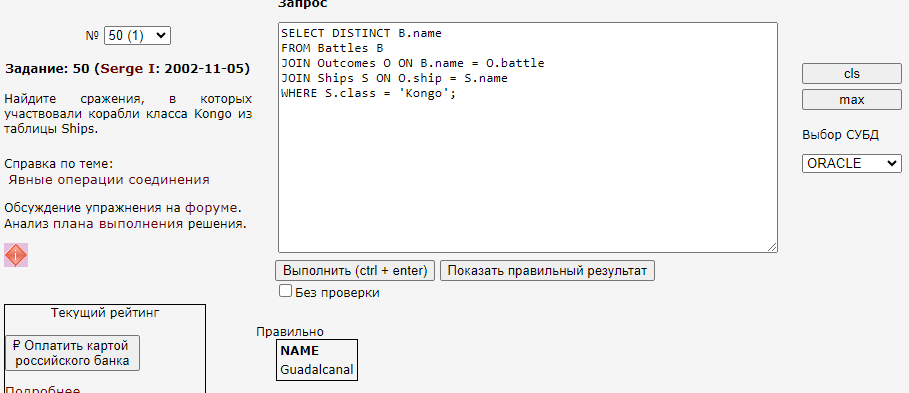 Запрос
№ 50 (1)
Задание: 50 (Serge I: 2002-11-05)
Найдите сражения, в которых
участвовали корабли класса Kongo из
таблицы Ships.
Справка по теме:
Явные операции соединения
Обсуждение упражнения на форуме.
Анализ плана выполнения решения.
Текущий рейтинг
₽ Оплатить картой
российского банка
Подробнее
SELECT DISTINCT B.name
FROM Battles B
JOIN Outcomes O ON B.name = O.battle
JOIN Ships S ON O.ship = S.name
WHERE S.class = 'Kongo';
Выполнить (ctrl + enter) Показать правильный результат
Без проверки
Правильно
NAME
Guadalcanal
cls
max
Выбор СУБД
ORACLE